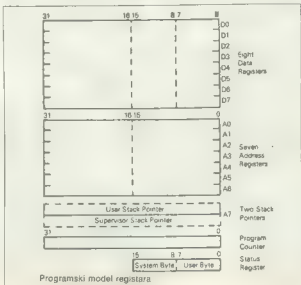 31 16 15 8 7 0
D0
D1
D2
D3
D4
D5
D6
D7
Eight
Data
Registers
31 16 15 0
A0
A1
A2
A3
A4
A5
A6
Seven
Address
Registers
User Stack Pointer
Supervisor Stack Pointer
A7
Two Stack
Pointers
31 0
Program
Counter
15 8 7 0
System Byte User Byte
Status
Register
Programski model registara